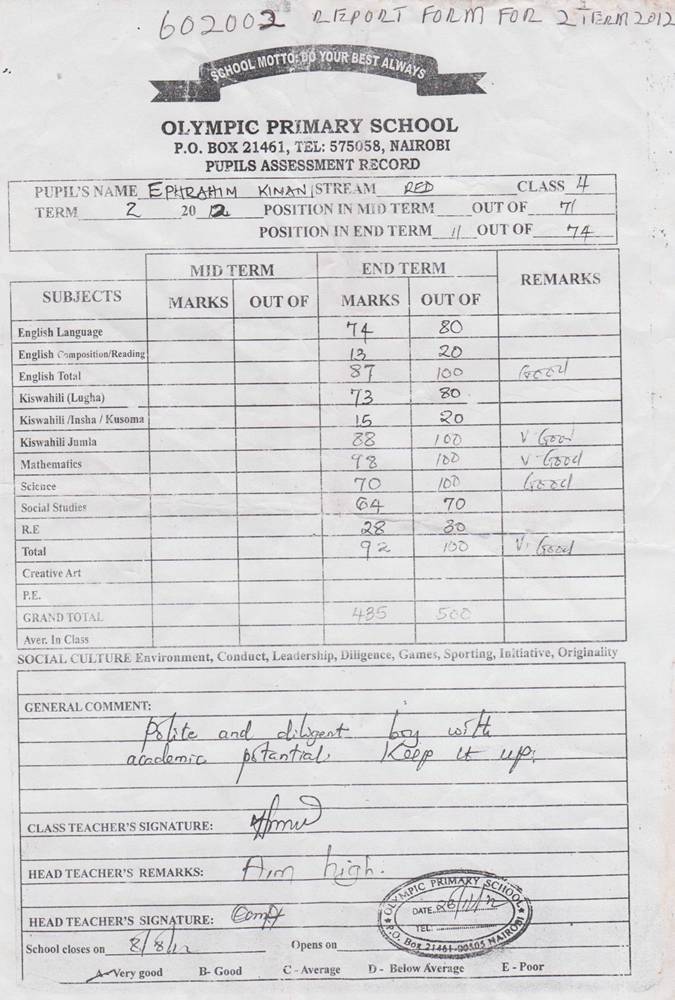 602002 REPORT FORM FOR 2 TERM 2012
SCHOOL MOTTO: DO YOUR BEST ALWAYS
OLYMPIC PRIMARY SCHOOL
P.O. BOX 21461, TEL: 575058, NAIROBI
PUPILS ASSESSMENT RECORD
PUPIL'S NAME EPHRAHIM KINANI STREAM RED CLASS 4
TERM 2 2012 POSITION IN MID TERM OUT OF 71
POSITION IN END TERM 11 OUT OF 74
MID TERM END TERM REMARKS
SUBJECTS MARKS OUT OF MARKS OUT OF
English Language 74 80
English Composition/Reading 13 20
English Total 87 100 Good
Kiswahili (Lugha) 73 80
Kiswahili /Insha / Kusoma 15 20
Kiswahili Jumla 88 100 V. Good
Mathematics 98 100 V. Good
Science 70 100 Good
Social Studies 64 70
R.E 28 30
Total 92 100 V. Good
Creative Art
P.E.
GRAND TOTAL 435 500
Aver. In Class
SOCIAL CULTURE Environment, Conduct, Leadership, Diligence, Games, Sporting, Initiative, Originality
GENERAL COMMENT:
Polite and diligent boy with
academic potantial. Keep it up.
CLASS TEACHER'S SIGNATURE:
HEAD TEACHER'S REMARKS: Aim high.
HEAD TEACHER'S SIGNATURE:
OLYMPIC PRIMARY SCHOOL
DATE
TEL:
P.O. Box 21461-00505 NAIROBI
School closes on 8/8/12 Opens on
A- Very good B- Good C - Average D - Below Average E - Poor